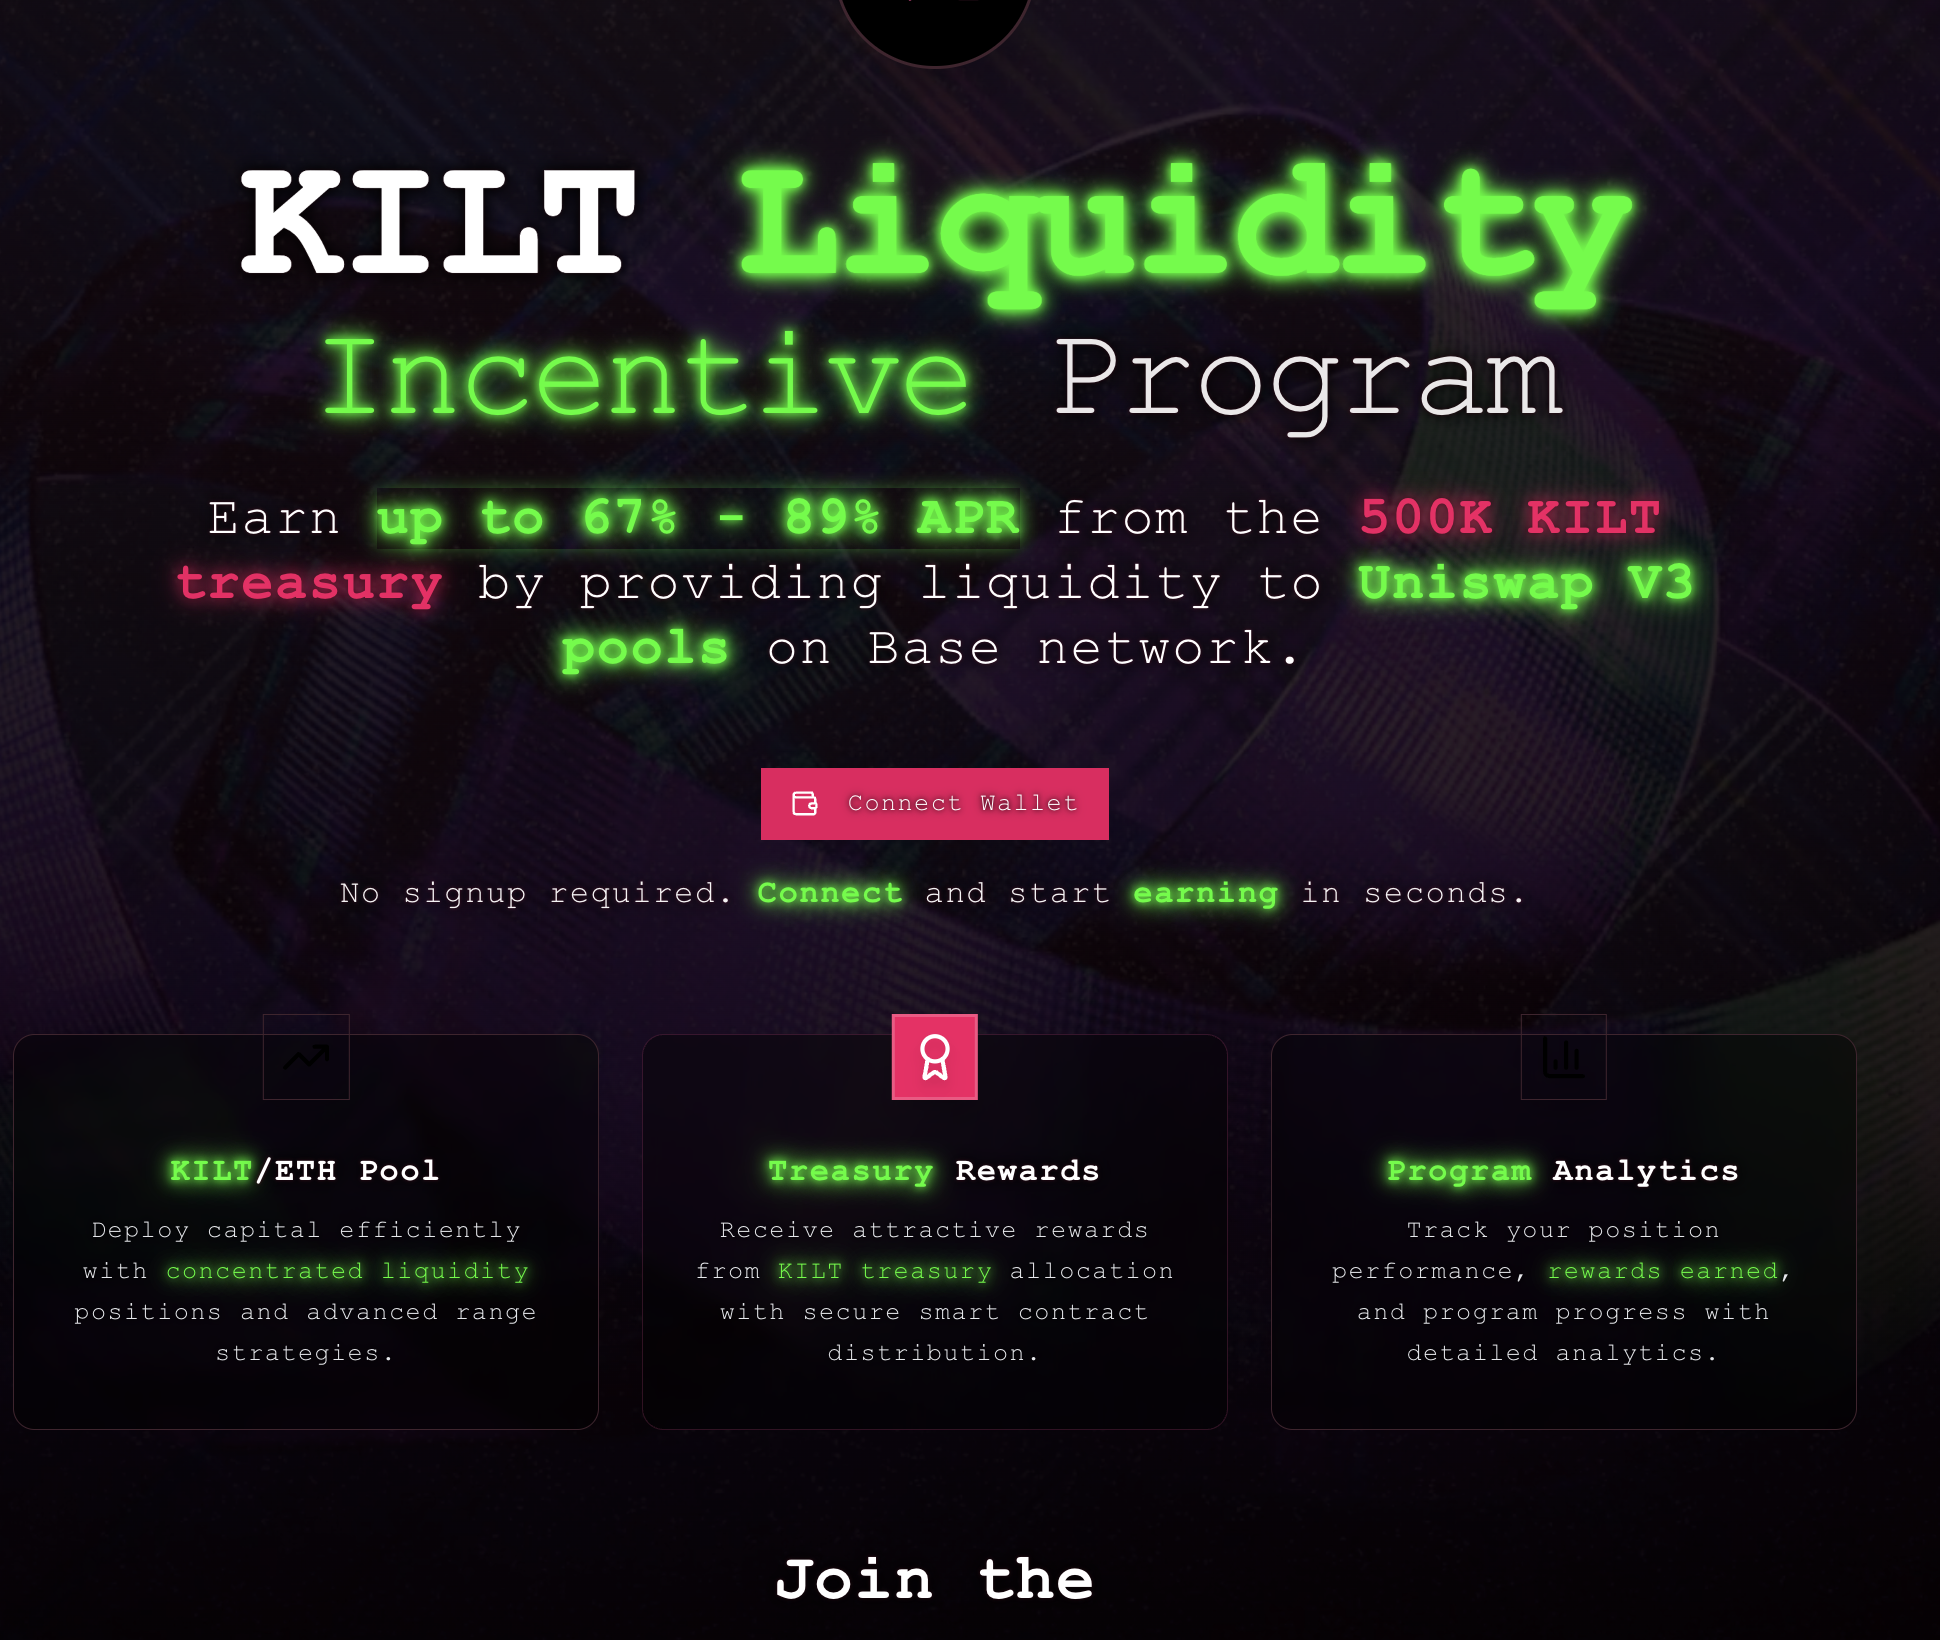 KILT Liquidity
Incentive Program
Earn up to 67% - 89% APR from the 500K KILT
treasury by providing liquidity to Uniswap V3
pools on Base network.
Connect Wallet
No signup required. Connect and start earning in seconds.
KILT/ETH Pool
Deploy capital efficiently
with concentrated liquidity
positions and advanced range
strategies.
Treasury Rewards
Receive attractive rewards
from KILT treasury allocation
with secure smart contract
distribution.
Program Analytics
Track your position
performance, rewards earned,
and program progress with
detailed analytics.
Join the